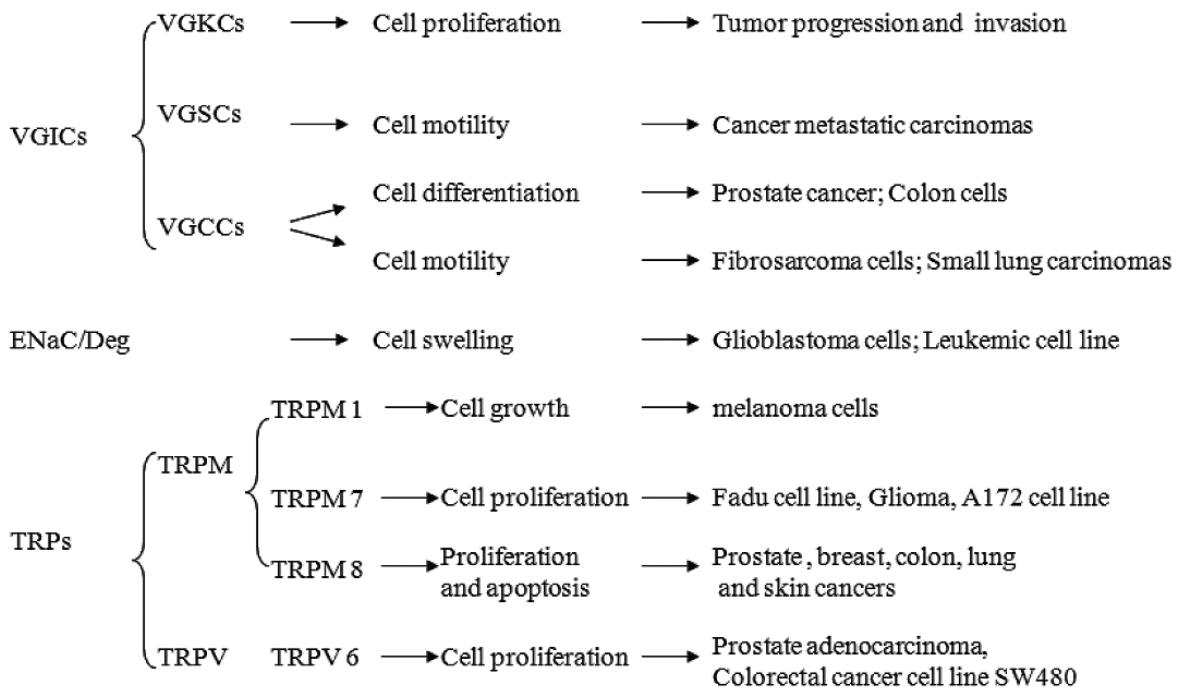 VGICs
VGKCs
Cell proliferation
Tumor progression and invasion
VGSCs
Cell motility
Cancer metastatic carcinomas
VGCCs
Cell differentiation
Prostate cancer; Colon cells
Cell motility
Fibrosarcoma cells; Small lung carcinomas
ENaC/Deg
Cell swelling
Glioblastoma cells; Leukemic cell line
TRPs
TRPM
TRPM 1
Cell growth
melanoma cells
TRPM 7
Cell proliferation
Fadu cell line, Glioma, A172 cell line
TRPM 8
Proliferation
and apoptosis
Prostate , breast, colon, lung
and skin cancers
TRPV
TRPV 6
Cell proliferation
Prostate adenocarcinoma,
Colorectal cancer cell line SW480